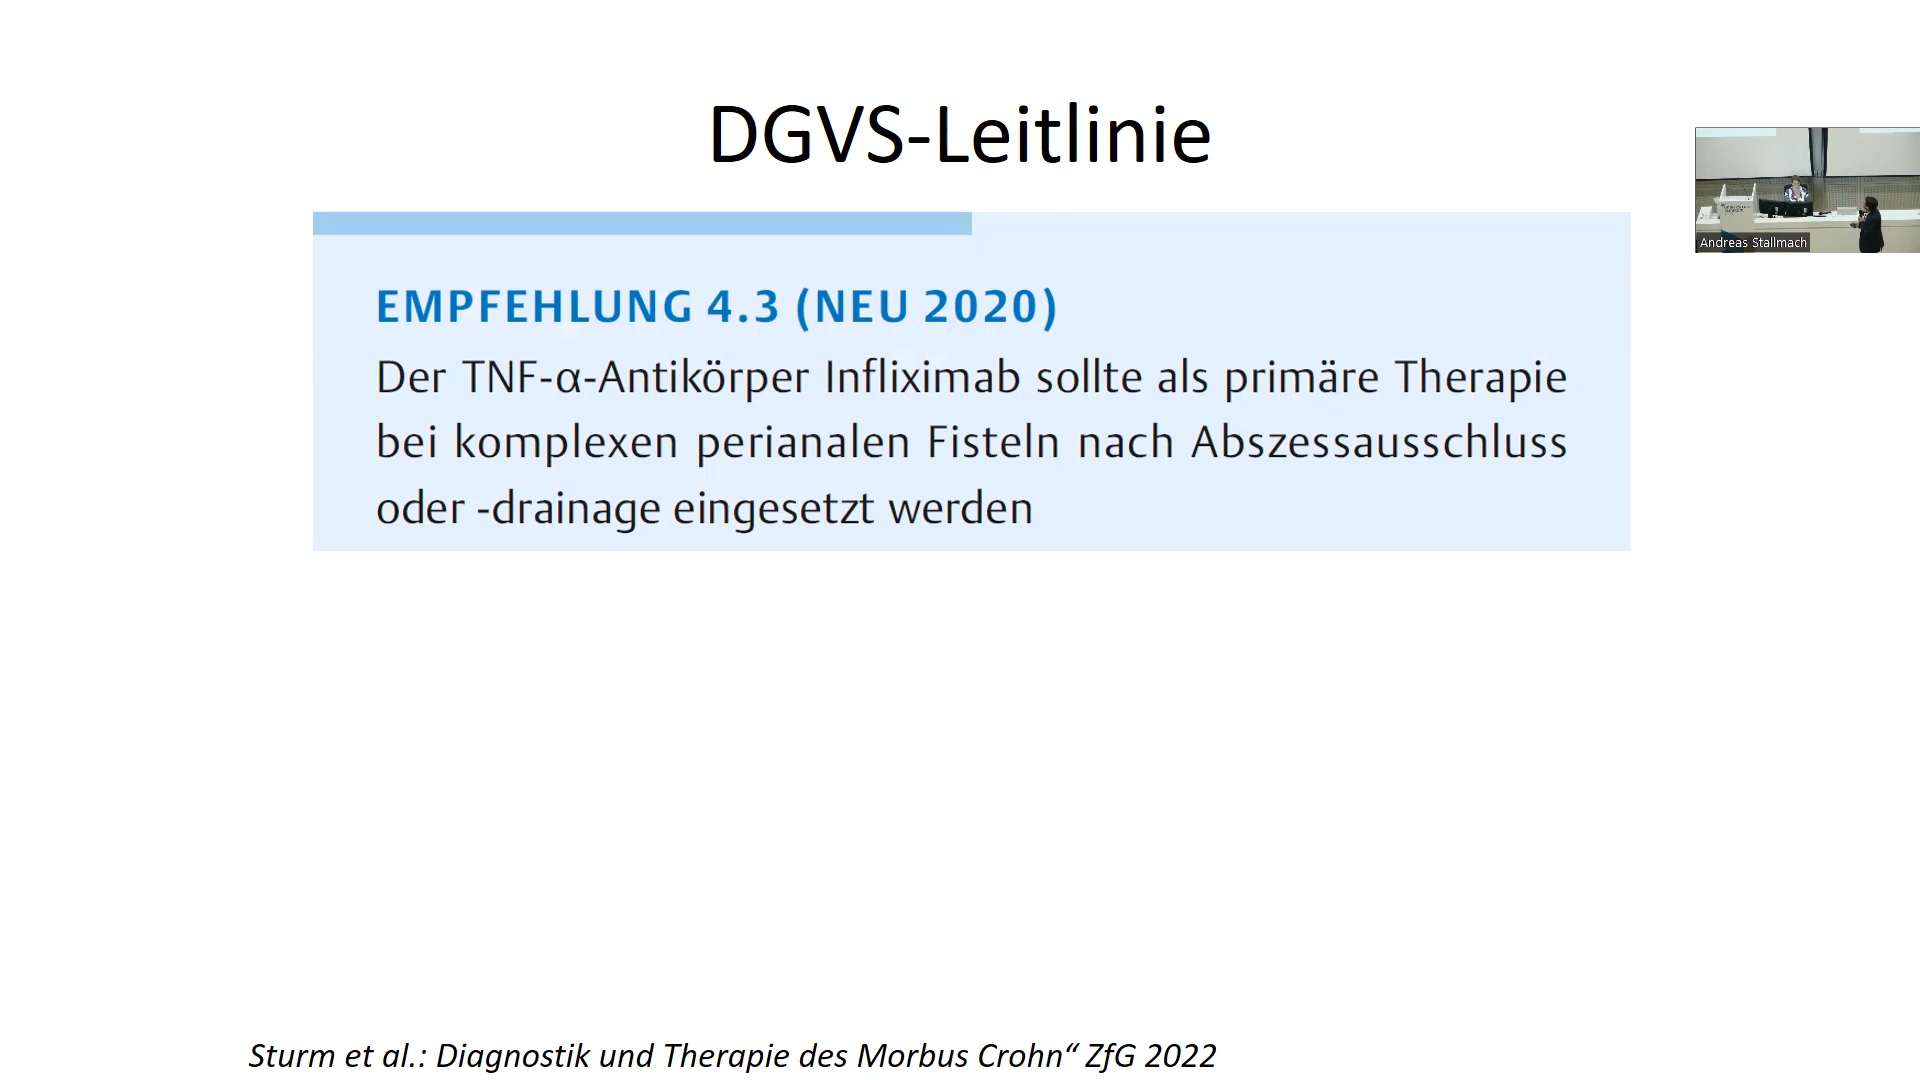 DGVS-Leitlinie
EMPFEHLUNG 4.3 (NEU 2020)
Der TNF-α-Antikörper Infliximab sollte als primäre Therapie
bei komplexen perianalen Fisteln nach Abszessausschluss
oder -drainage eingesetzt werden
Andreas Stallmach
Sturm et al.: Diagnostik und Therapie des Morbus Crohn“ ZfG 2022